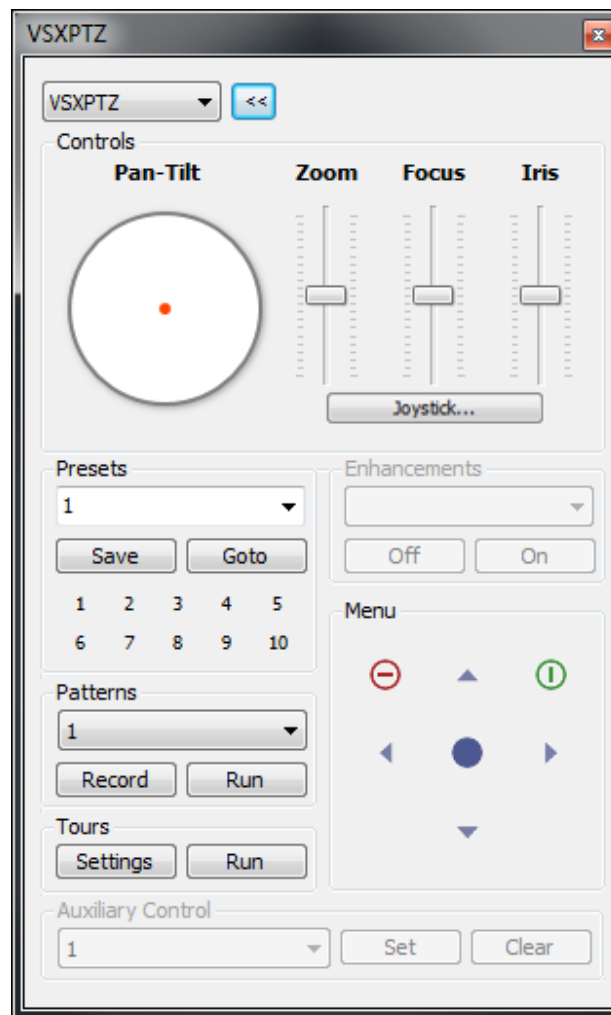 VSXPTZ
VSXPTZ <<
Controls
Pan-Tilt Zoom Focus Iris
Joystick...
Presets
1
Save Goto
1 2 3 4 5
6 7 8 9 10
Enhancements
Off On
Menu
Patterns
1
Record Run
Tours
Settings Run
Auxiliary Control
1 Set Clear